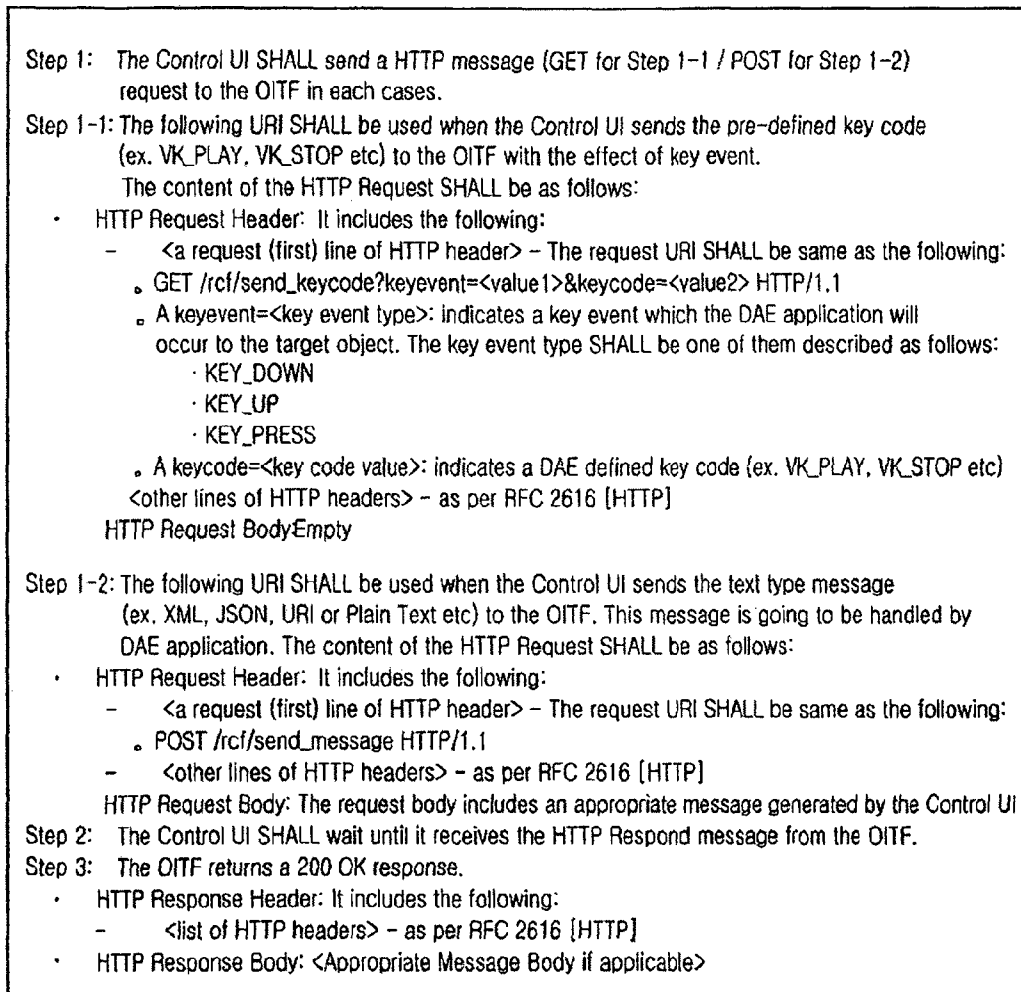 Step 1: The Control UI SHALL send a HTTP message (GET for Step 1-1 / POST for Step 1-2)
request to the OITF in each cases.
Step 1-1: The following URI SHALL be used when the Control UI sends the pre-defined key code
(ex. VK_PLAY, VK_STOP etc) to the OITF with the effect of key event.
The content of the HTTP Request SHALL be as follows:
· HTTP Request Header: It includes the following:
- <a request (first) line of HTTP header> - The request URI SHALL be same as the following:
。 GET /rcf/send_keycode?keyevent=<value1>&keycode=<value2> HTTP/1.1
。 A keyevent=<key event type>: indicates a key event which the DAE application will
occur to the target object. The key event type SHALL be one of them described as follows:
· KEY_DOWN
· KEY_UP
· KEY_PRESS
。 A keycode=<key code value>: indicates a DAE defined key code (ex. VK_PLAY, VK_STOP etc)
<other lines of HTTP headers> - as per RFC 2616 [HTTP]
HTTP Request Body:Empty
Step 1-2: The following URI SHALL be used when the Control UI sends the text type message
(ex. XML, JSON, URI or Plain Text etc) to the OITF. This message is going to be handled by
DAE application. The content of the HTTP Request SHALL be as follows:
· HTTP Request Header: It includes the following:
- <a request (first) line of HTTP header> - The request URI SHALL be same as the following:
。 POST /rcf/send_message HTTP/1.1
- <other lines of HTTP headers> - as per RFC 2616 [HTTP]
HTTP Request Body: The request body includes an appropriate message generated by the Control UI
Step 2: The Control UI SHALL wait until it receives the HTTP Respond message from the OITF.
Step 3: The OITF returns a 200 OK response.
· HTTP Response Header: It includes the following:
- <list of HTTP headers> - as per RFC 2616 [HTTP]
· HTTP Response Body: <Appropriate Message Body if applicable>